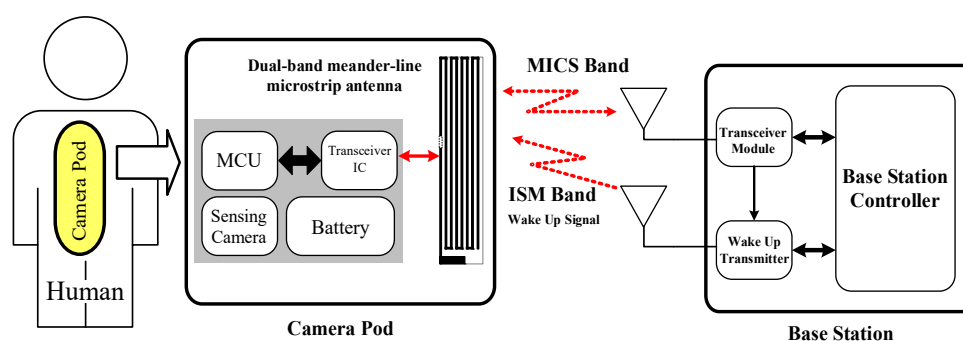 Camera Pod
Human
Dual-band meander-line
microstrip antenna
MCU
Transceiver
IC
Sensing
Camera
Battery
Camera Pod
MICS Band
ISM Band
Wake Up Signal
Transceiver
Module
Wake Up
Transmitter
Base Station
Controller
Base Station